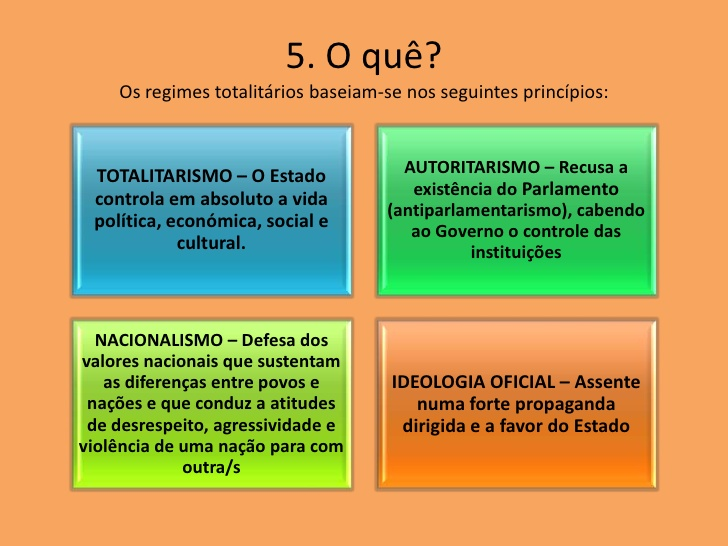 5. O quê?
Os regimes totalitários baseiam-se nos seguintes princípios:
TOTALITARISMO – O Estado
controla em absoluto a vida
política, económica, social e
cultural.
AUTORITARISMO – Recusa a
existência do Parlamento
(antiparlamentarismo), cabendo
ao Governo o controle das
instituições
NACIONALISMO – Defesa dos
valores nacionais que sustentam
as diferenças entre povos e
nações e que conduz a atitudes
de desrespeito, agressividade e
violência de uma nação para com
outra/s
IDEOLOGIA OFICIAL – Assente
numa forte propaganda
dirigida e a favor do Estado